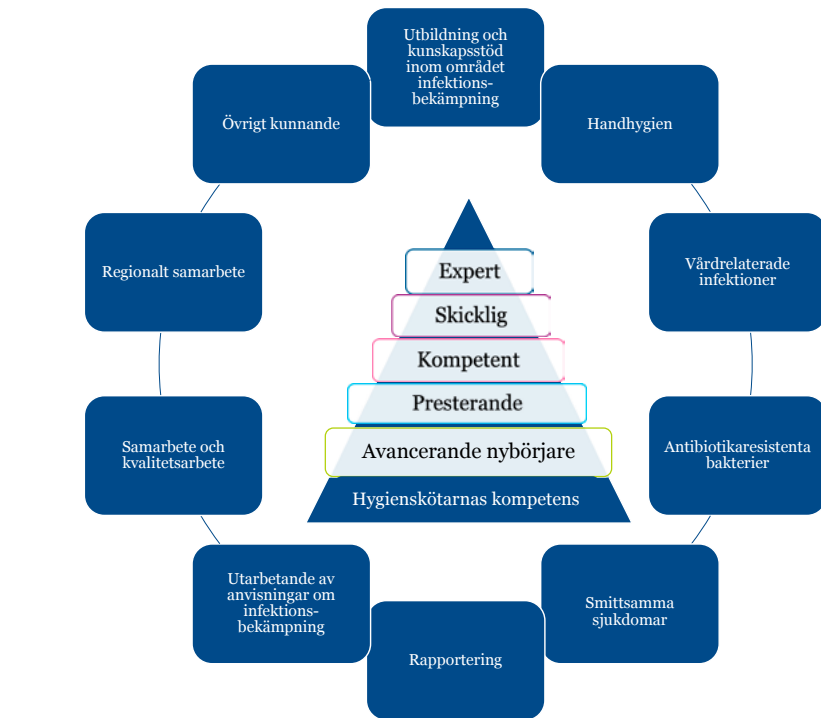 Utbildning och
kunskapsstöd
inom området
infektions-
bekämpning
Handhygien
Vårdrelaterade
infektioner
Antibiotikaresistenta
bakterier
Smittsamma
sjukdomar
Rapportering
Utarbetande av
anvisningar om
infektions-
bekämpning
Samarbete och
kvalitetsarbete
Regionalt samarbete
Övrigt kunnande
Expert
Skicklig
Kompetent
Presterande
Avancerande nybörjare
Hygienskötarnas kompetens